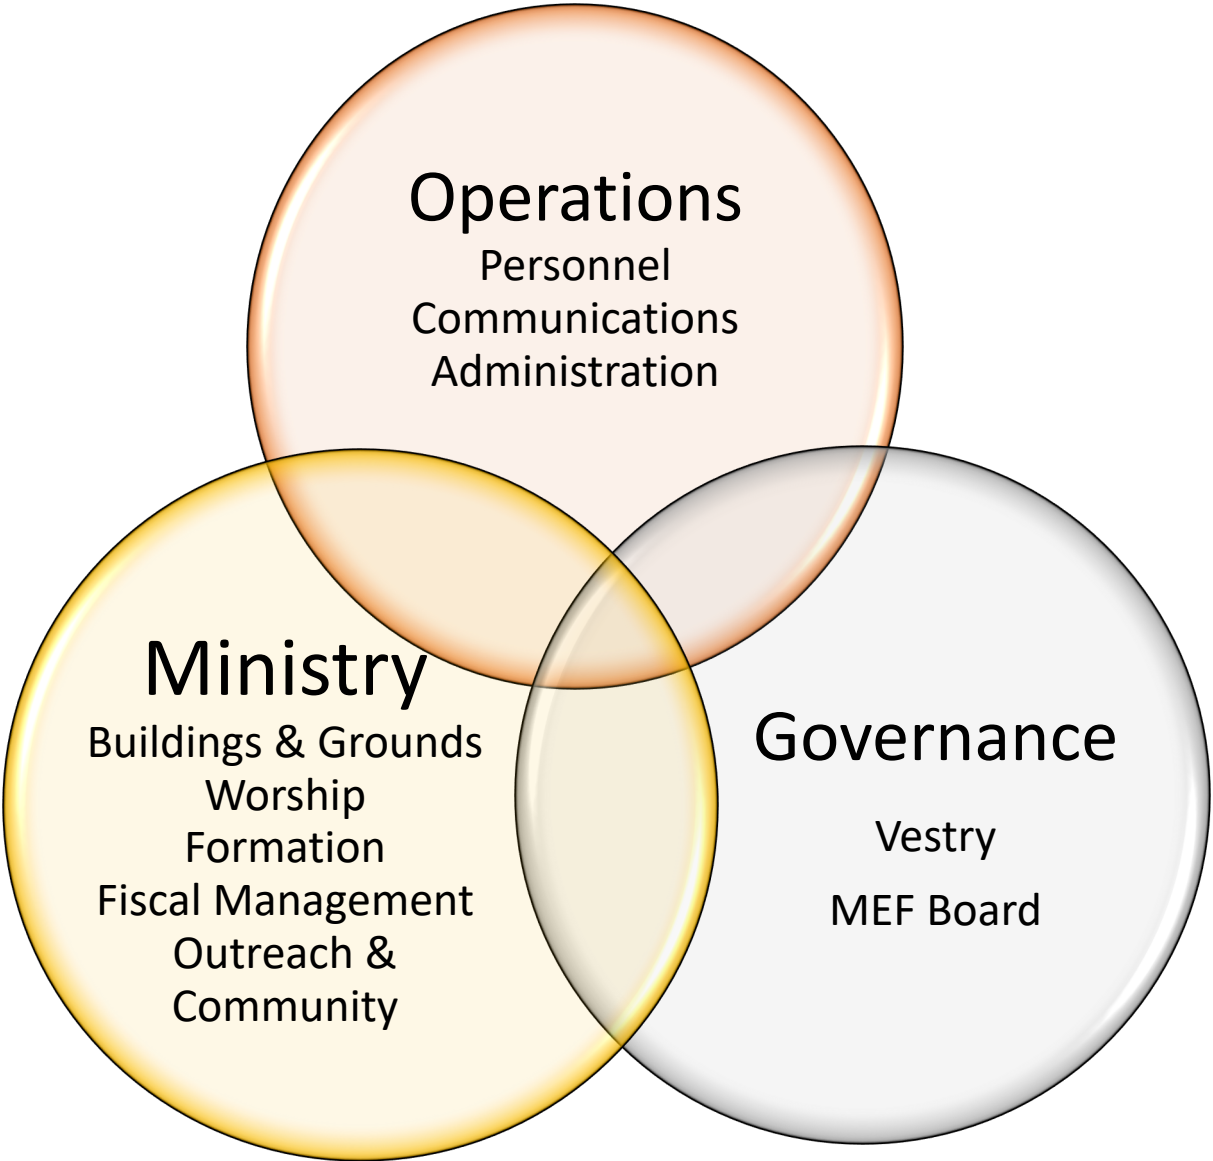 Operations
Personnel
Communications
Administration
Ministry
Buildings & Grounds
Worship
Formation
Fiscal Management
Outreach &
Community
Governance
Vestry
MEF Board